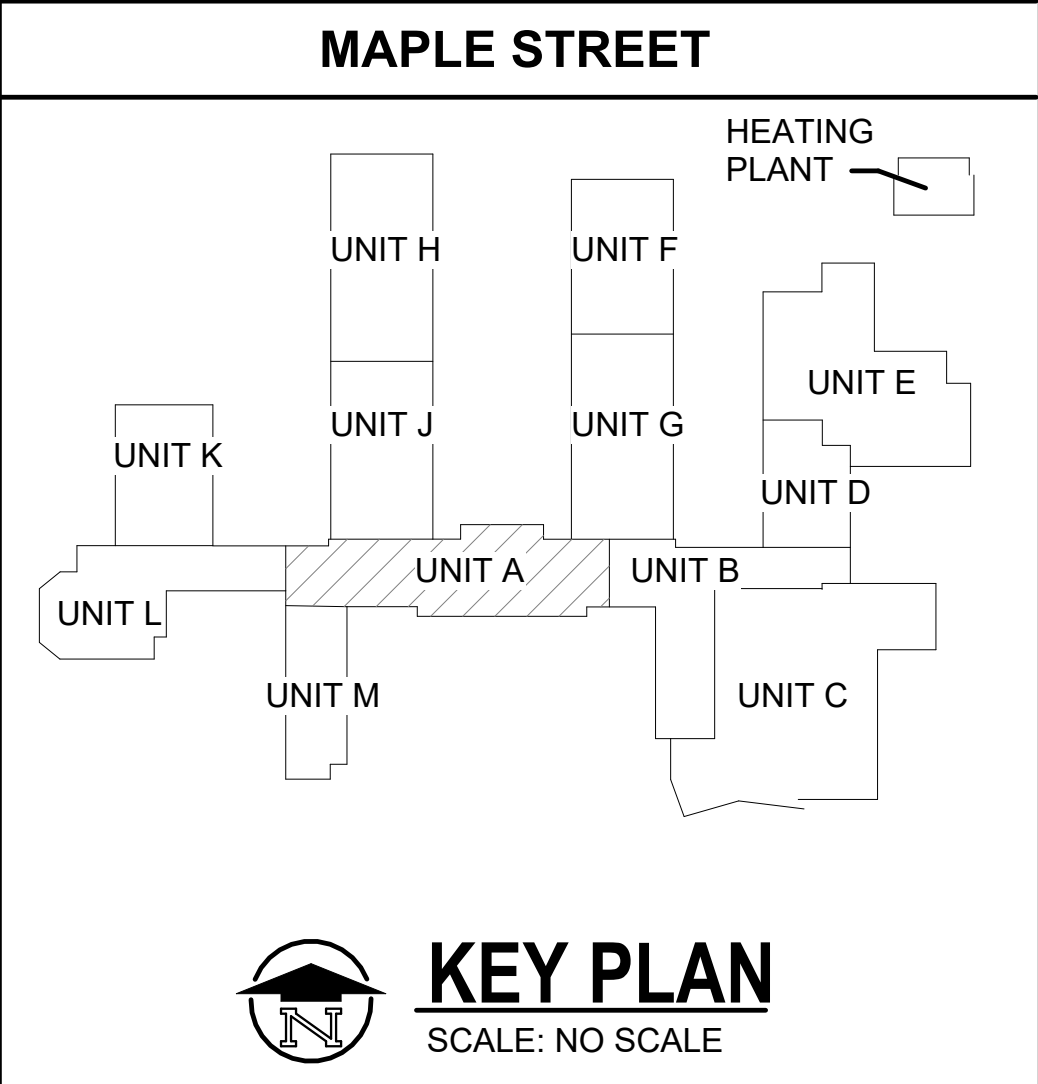 MAPLE STREET
HEATING
PLANT
UNIT H
UNIT F
UNIT E
UNIT J
UNIT G
UNIT K
UNIT D
UNIT A
UNIT B
UNIT L
UNIT M
UNIT C
KEY PLAN
N
SCALE: NO SCALE